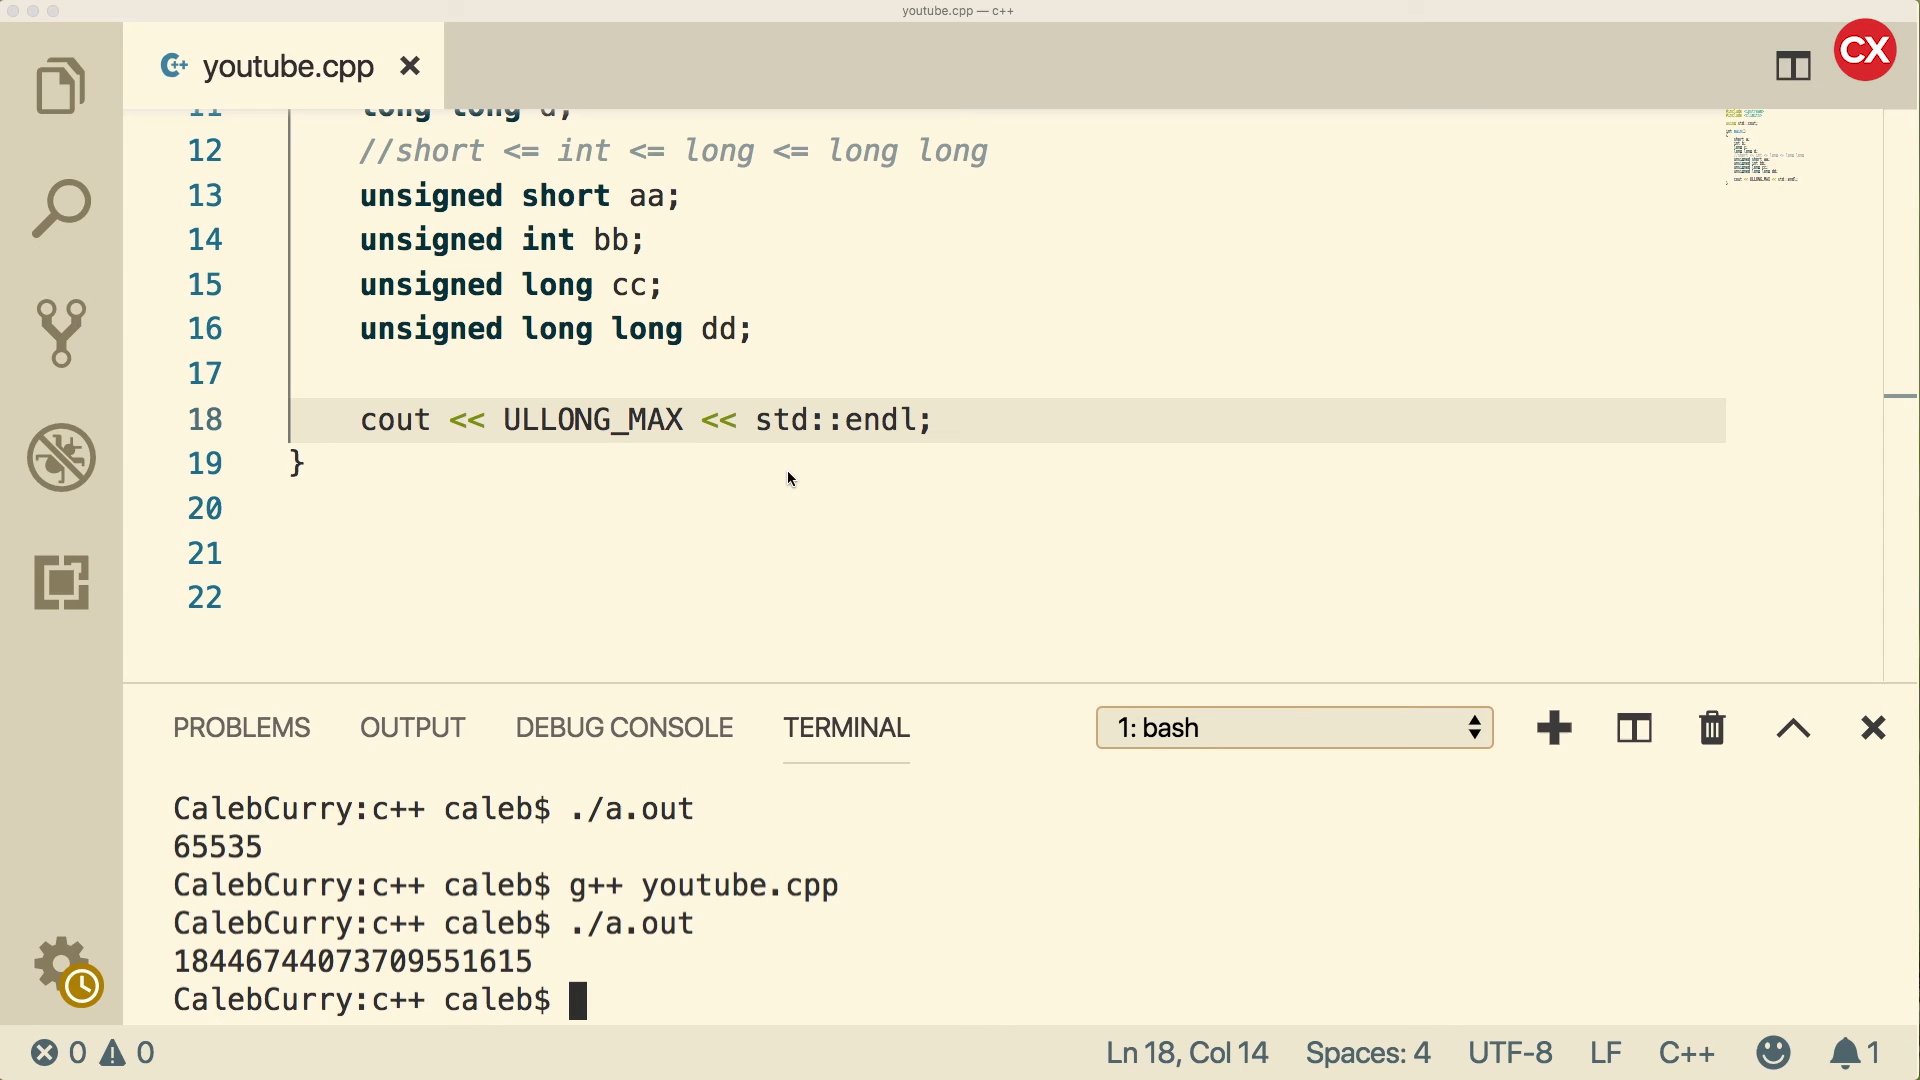 youtube.cpp — c++
youtube.cpp
CX
11 long long d;
12 //short <= int <= long <= long long
13 unsigned short aa;
14 unsigned int bb;
15 unsigned long cc;
16 unsigned long long dd;
17
18 cout << ULLONG_MAX << std::endl;
19 }
20
21
22
PROBLEMS OUTPUT DEBUG CONSOLE TERMINAL 1: bash
CalebCurry:c++ caleb$ ./a.out
65535
CalebCurry:c++ caleb$ g++ youtube.cpp
CalebCurry:c++ caleb$ ./a.out
18446744073709551615
CalebCurry:c++ caleb$
0 0 Ln 18, Col 14 Spaces: 4 UTF-8 LF C++ 1